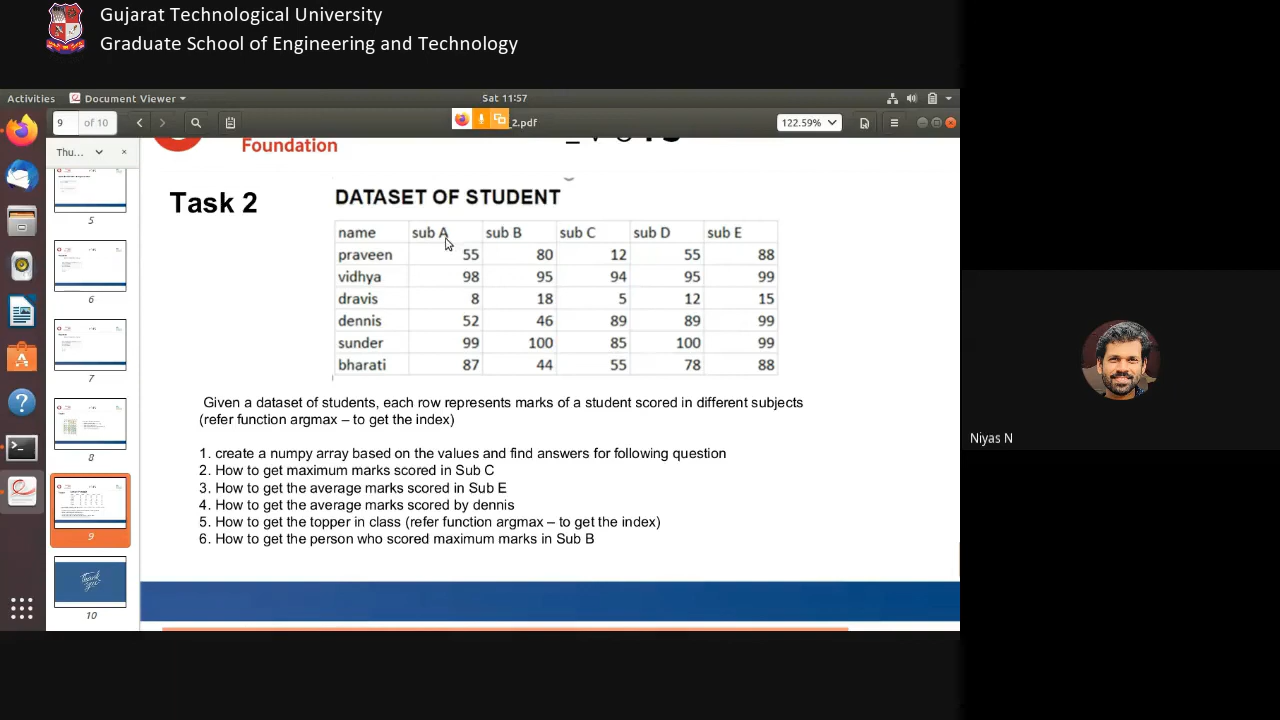 Gujarat Technological University
Graduate School of Engineering and Technology
Activities Document Viewer Sat 11:57
9 of 10 _2.pdf 122.59%
Thu...
Foundation
Task 2 DATASET OF STUDENT
name sub A sub B sub C sub D sub E
praveen 55 80 12 55 88
vidhya 98 95 94 95 99
dravis 8 18 5 12 15
dennis 52 46 89 89 99
sunder 99 100 85 100 99
bharati 87 44 55 78 88
Given a dataset of students, each row represents marks of a student scored in different subjects
(refer function argmax – to get the index)
1. create a numpy array based on the values and find answers for following question
2. How to get maximum marks scored in Sub C
3. How to get the average marks scored in Sub E
4. How to get the average marks scored by dennis
5. How to get the topper in class (refer function argmax – to get the index)
6. How to get the person who scored maximum marks in Sub B
5
6
7
8
9
Thank you
10
Niyas N